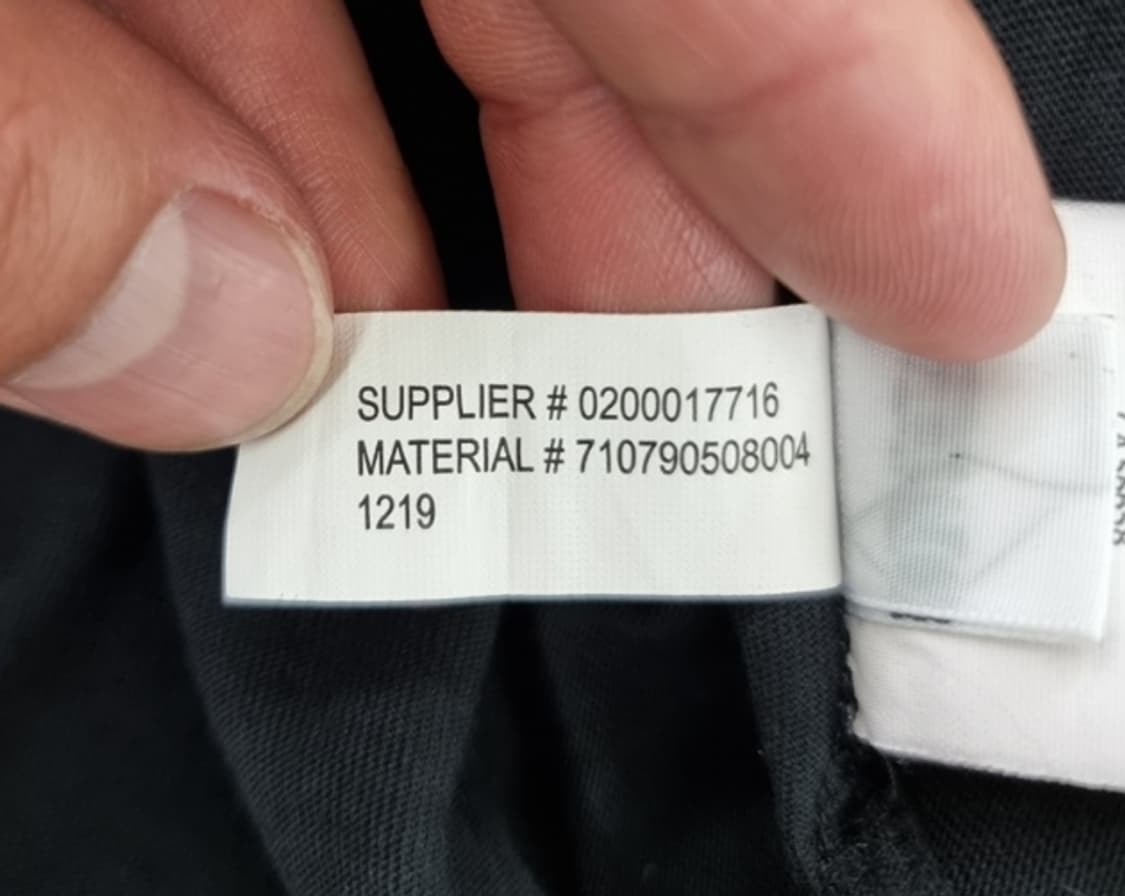 SUPPLIER # 0200017716
MATERIAL # 710790508004
1219